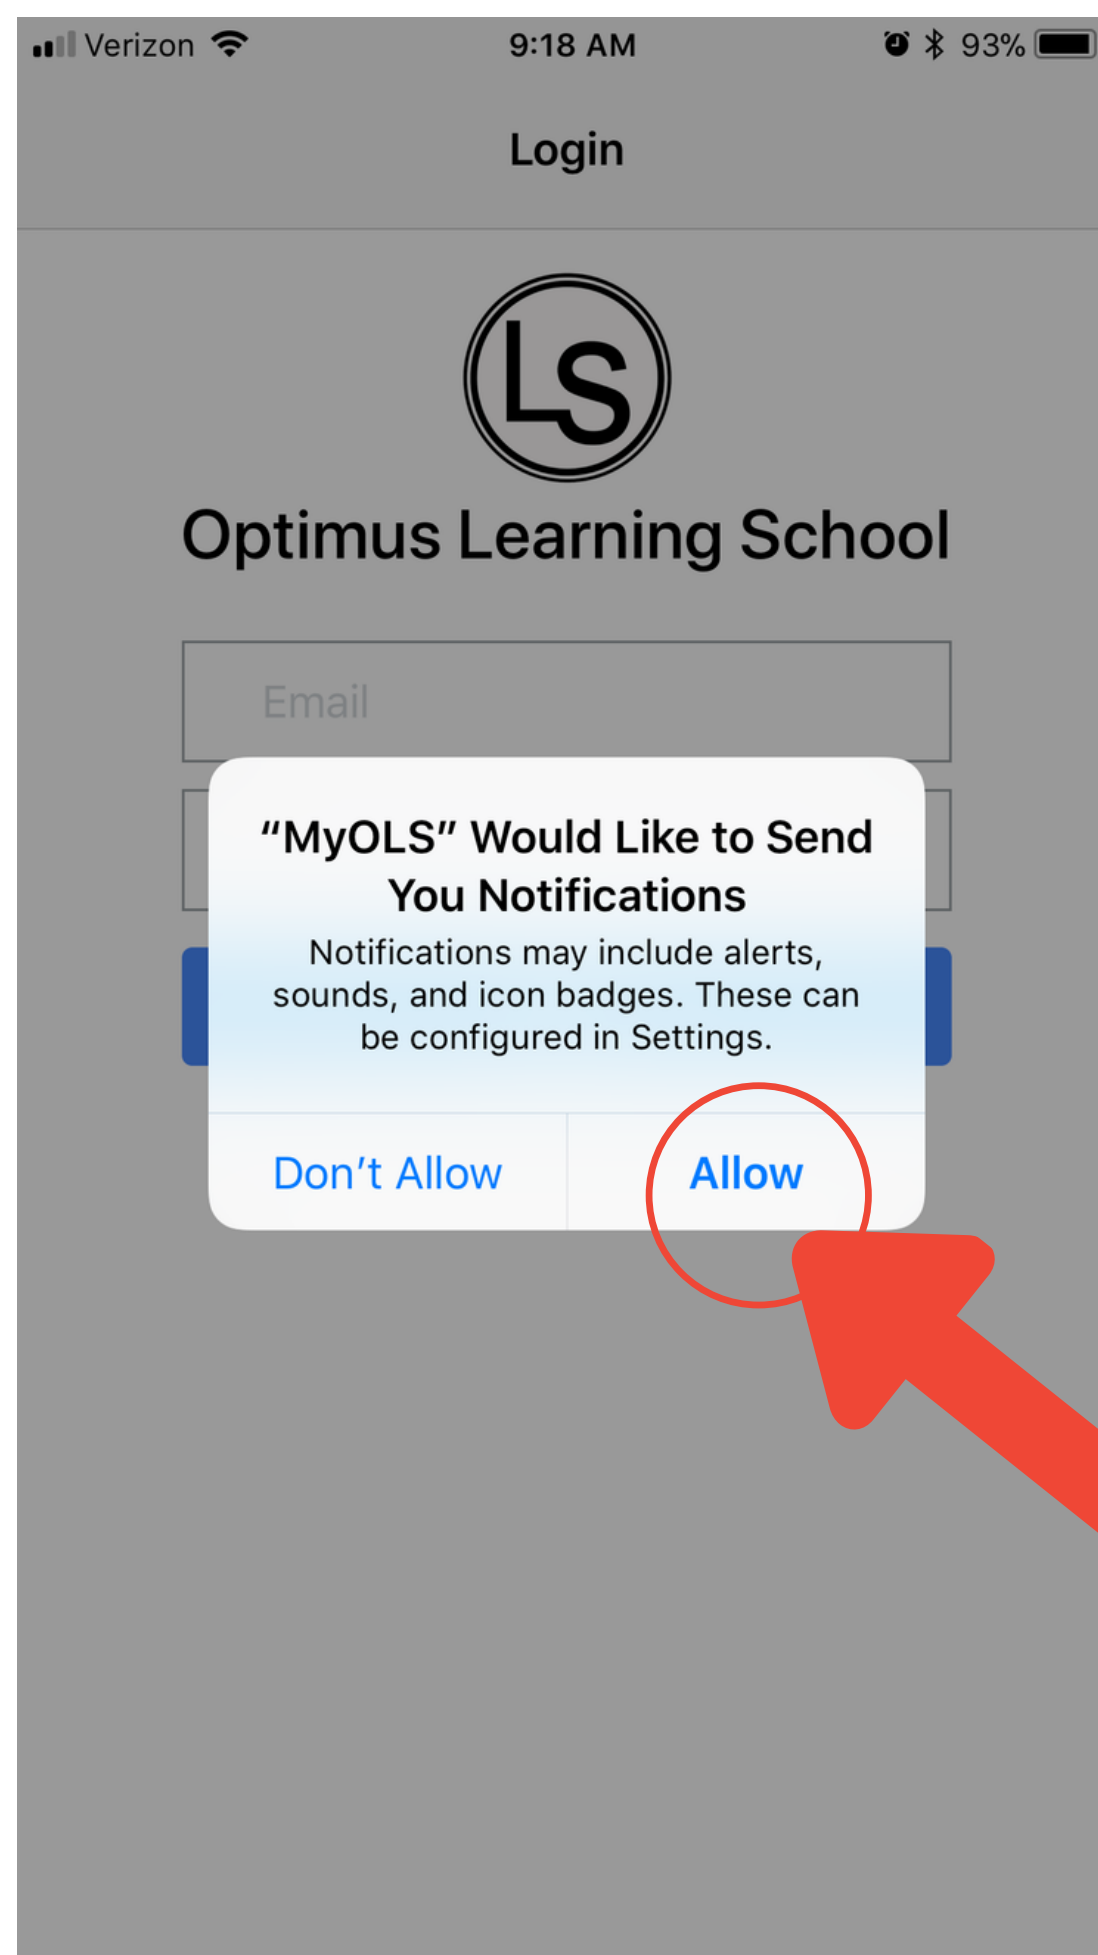 Verizon 9:18 AM 93%
Login
LS
Optimus Learning School
Email
“MyOLS” Would Like to Send
You Notifications
Notifications may include alerts,
sounds, and icon badges. These can
be configured in Settings.
Don’t Allow Allow